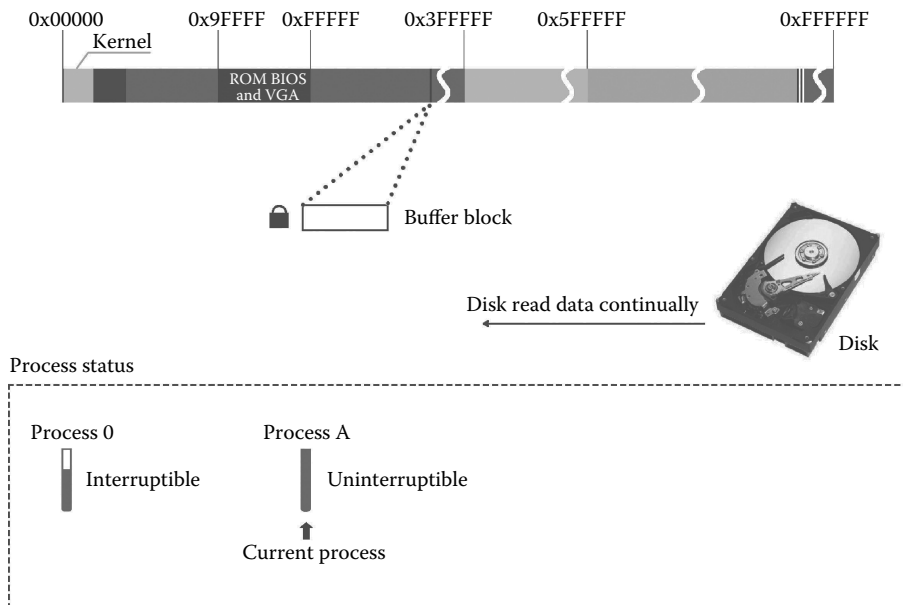 0x00000 0x9FFFF 0xFFFFF 0x3FFFFF 0x5FFFFF 0xFFFFFF
Kernel
ROM BIOS
and VGA
Buffer block
Disk read data continually
Disk
Process status
Process 0 Process A
Interruptible Uninterruptible
Current process